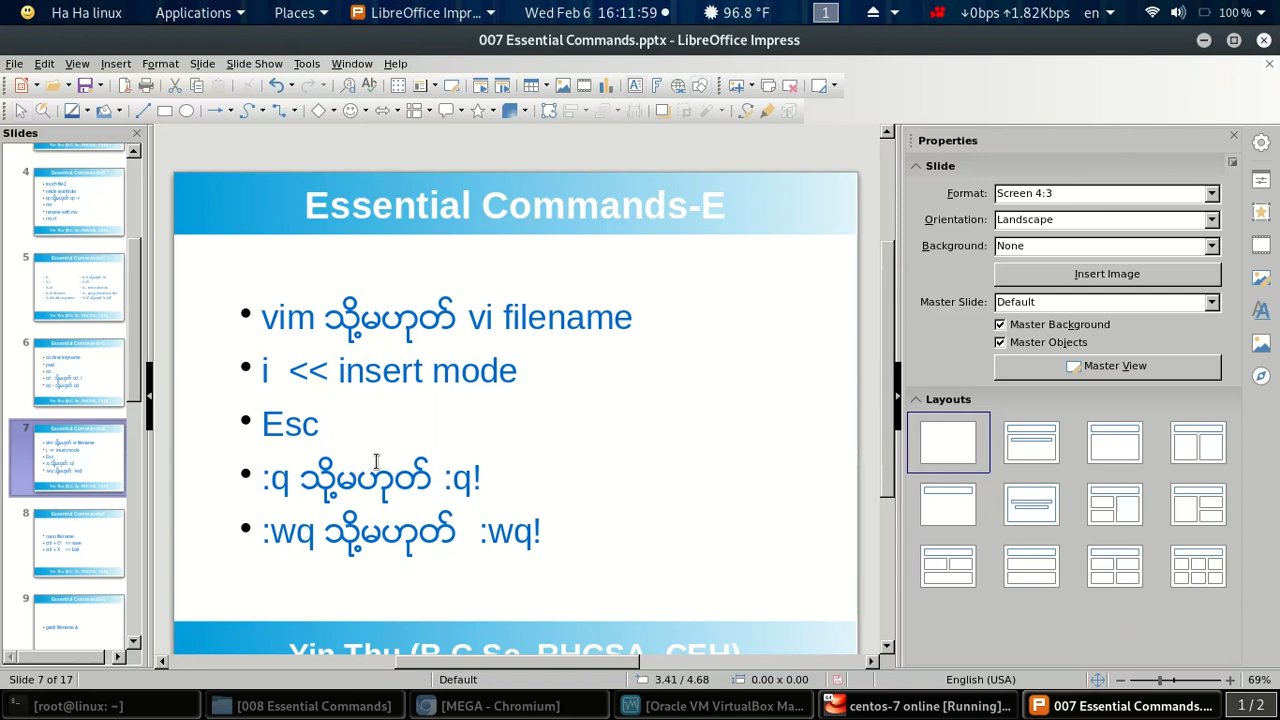 Ha Ha linux Applications Places LibreOffice Impr... Wed Feb 6 16:11:59 96.8 °F 1 ↓0bps ↑1.82Kbps en 100 %
007 Essential Commands.pptx - LibreOffice Impress
File Edit View Insert Format Slide Slide Show Tools Window Help
Slides
4
5
6
7
8
9
Essential Commands-E
• vim သို့မဟုတ် vi filename
• i << insert mode
• Esc
• :q သို့မဟုတ် :q!
• :wq သို့မဟုတ် :wq!
Yin Thu (B.C.Sc, RHCSA, CEH)
Properties
Slide
Format: Screen 4:3
Orientation: Landscape
Background: None
Insert Image
Master Slide: Default
Master Background
Master Objects
Master View
Layouts
Slide 7 of 17 Default 3.41 / 4.68 0.00 x 0.00 English (USA) 69%
[root@linux: ~] [008 Essential Commands] [MEGA - Chromium] [Oracle VM VirtualBox Ma... centos-7 online [Running]... 007 Essential Commands.... 1 / 2